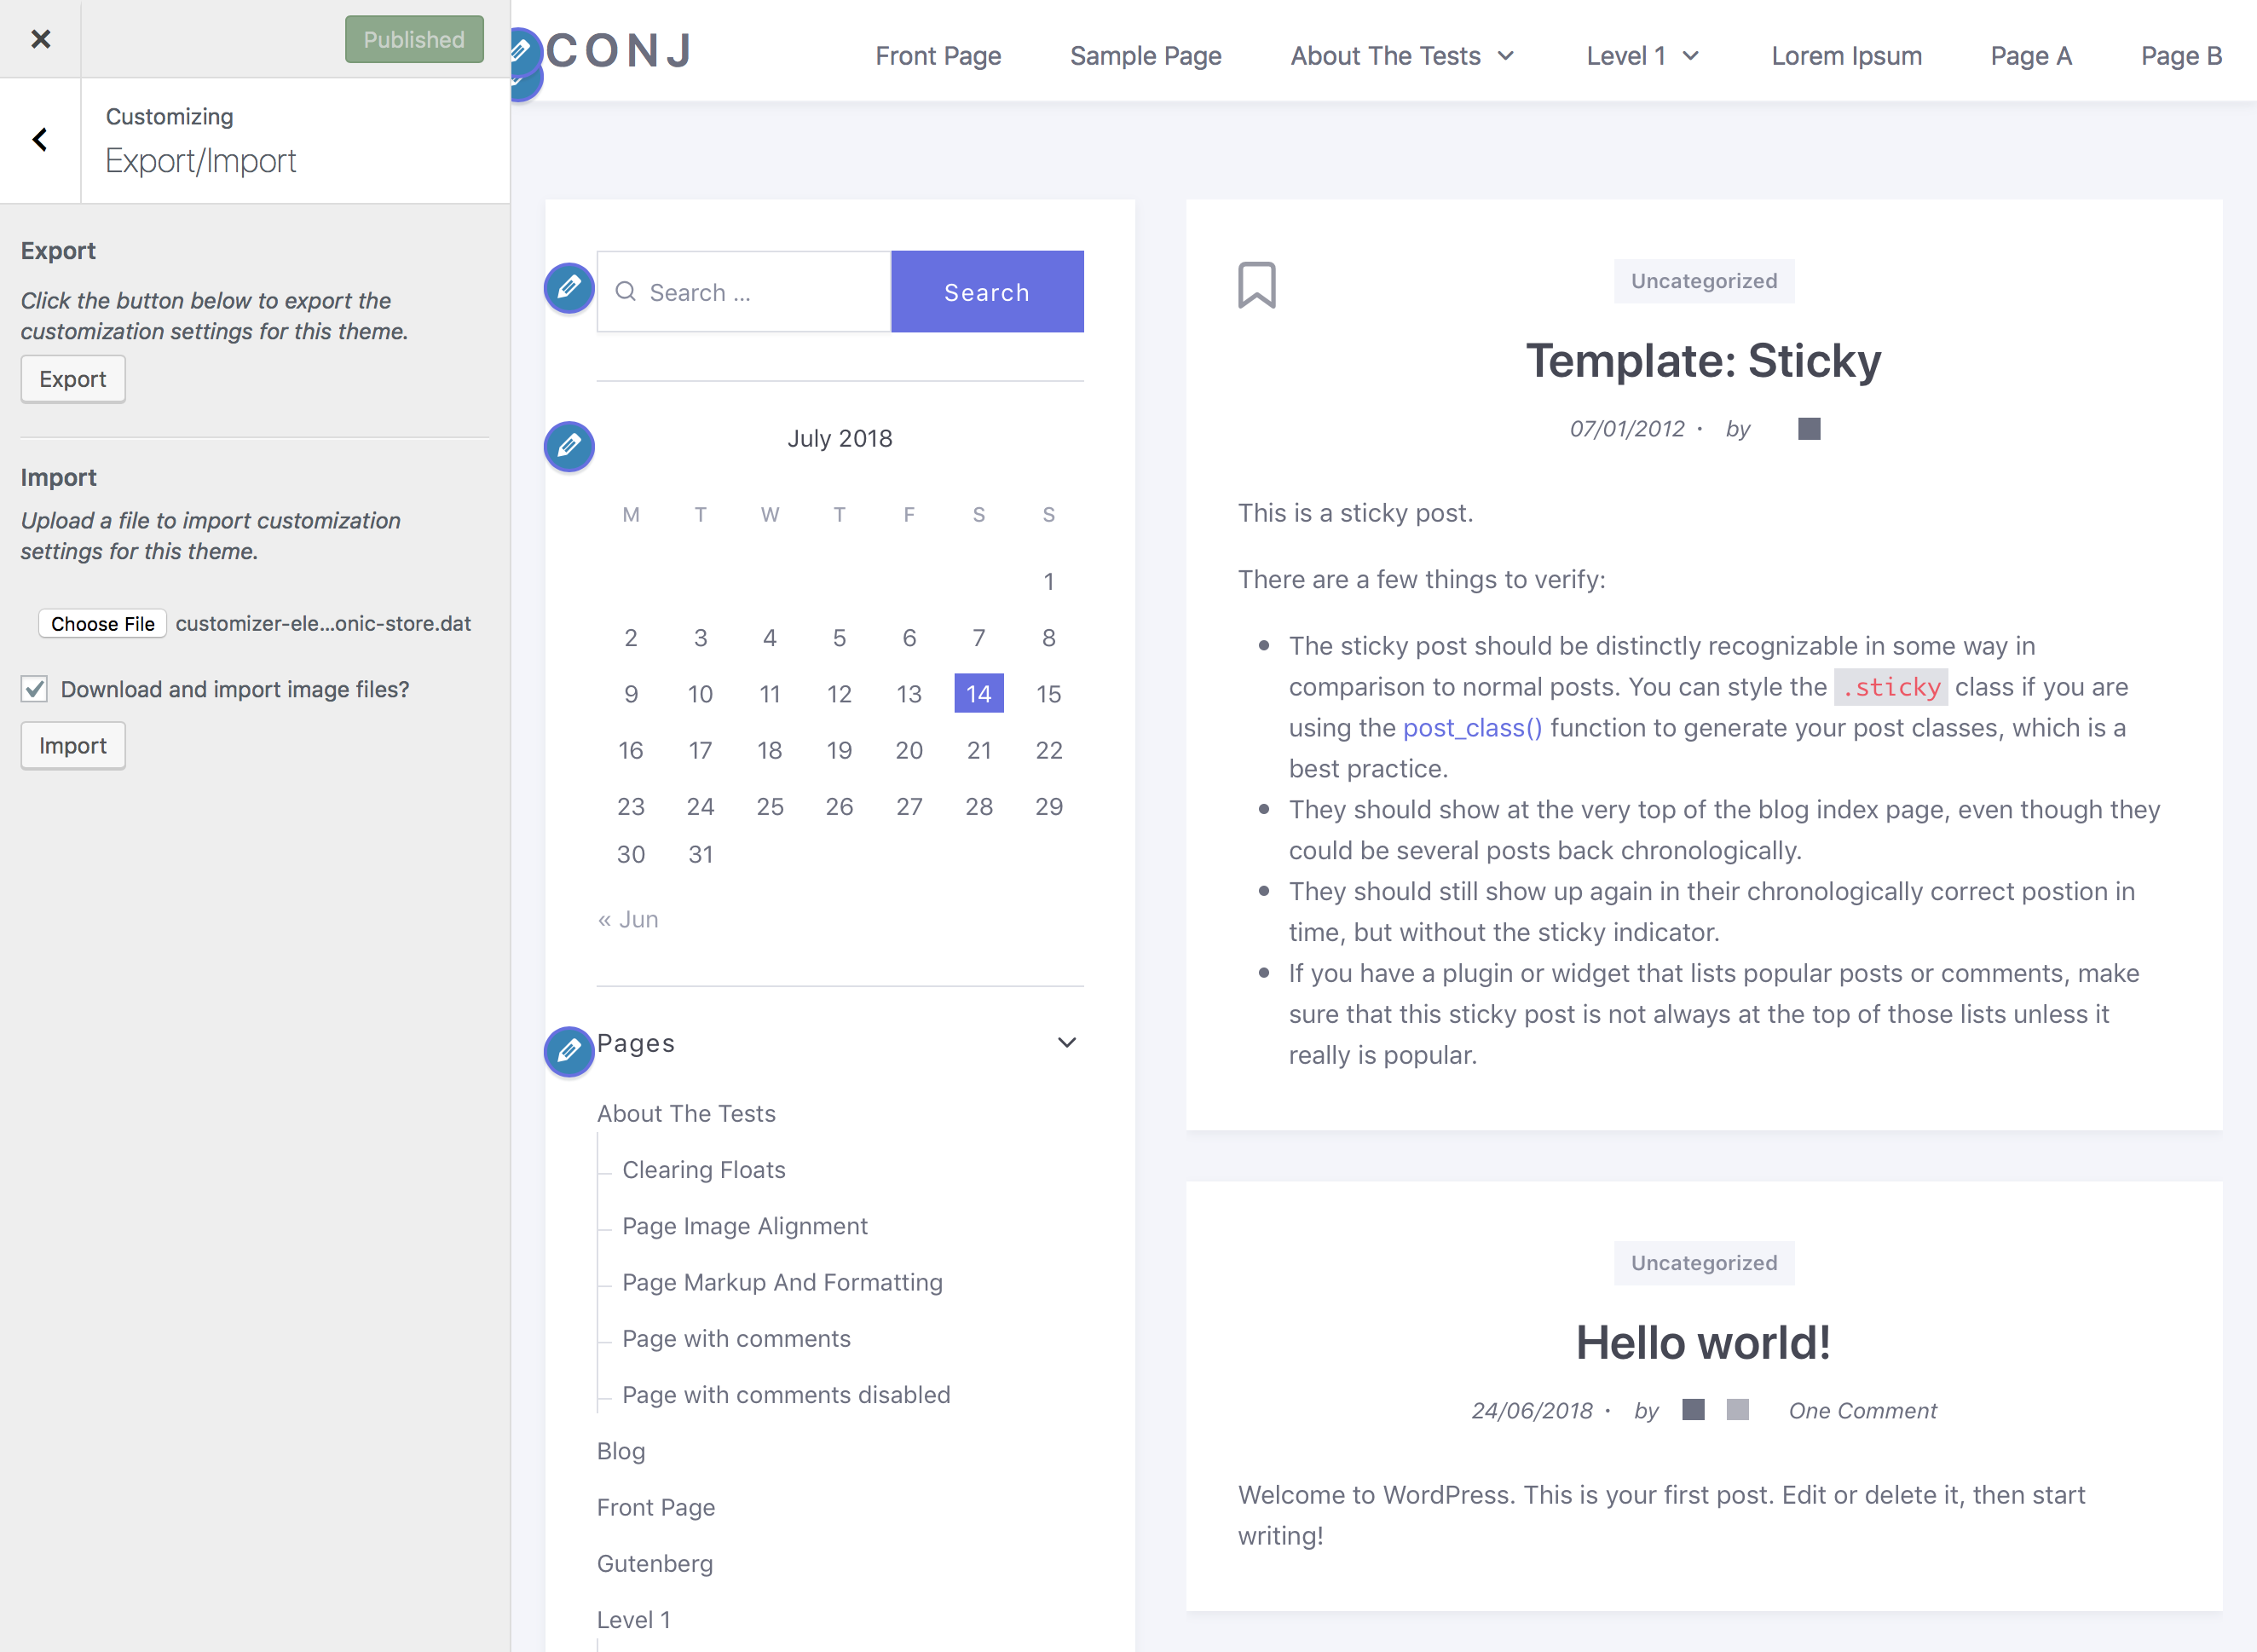 Published
Customizing
Export/Import
Export
Click the button below to export the
customization settings for this theme.
Export
Import
Upload a file to import customization
settings for this theme.
Choose File customizer-ele...onic-store.dat
Download and import image files?
Import
CONJ
Front Page Sample Page About The Tests Level 1 Lorem Ipsum Page A Page B
Search ... Search
July 2018
M T W T F S S
1
2 3 4 5 6 7 8
9 10 11 12 13 14 15
16 17 18 19 20 21 22
23 24 25 26 27 28 29
30 31
« Jun
Pages
About The Tests
Clearing Floats
Page Image Alignment
Page Markup And Formatting
Page with comments
Page with comments disabled
Blog
Front Page
Gutenberg
Level 1
Uncategorized
Template: Sticky
07/01/2012 · by
This is a sticky post.
There are a few things to verify:
• The sticky post should be distinctly recognizable in some way in
comparison to normal posts. You can style the .sticky class if you are
using the post_class() function to generate your post classes, which is a
best practice.
• They should show at the very top of the blog index page, even though they
could be several posts back chronologically.
• They should still show up again in their chronologically correct postion in
time, but without the sticky indicator.
• If you have a plugin or widget that lists popular posts or comments, make
sure that this sticky post is not always at the top of those lists unless it
really is popular.
Uncategorized
Hello world!
24/06/2018 · by One Comment
Welcome to WordPress. This is your first post. Edit or delete it, then start
writing!